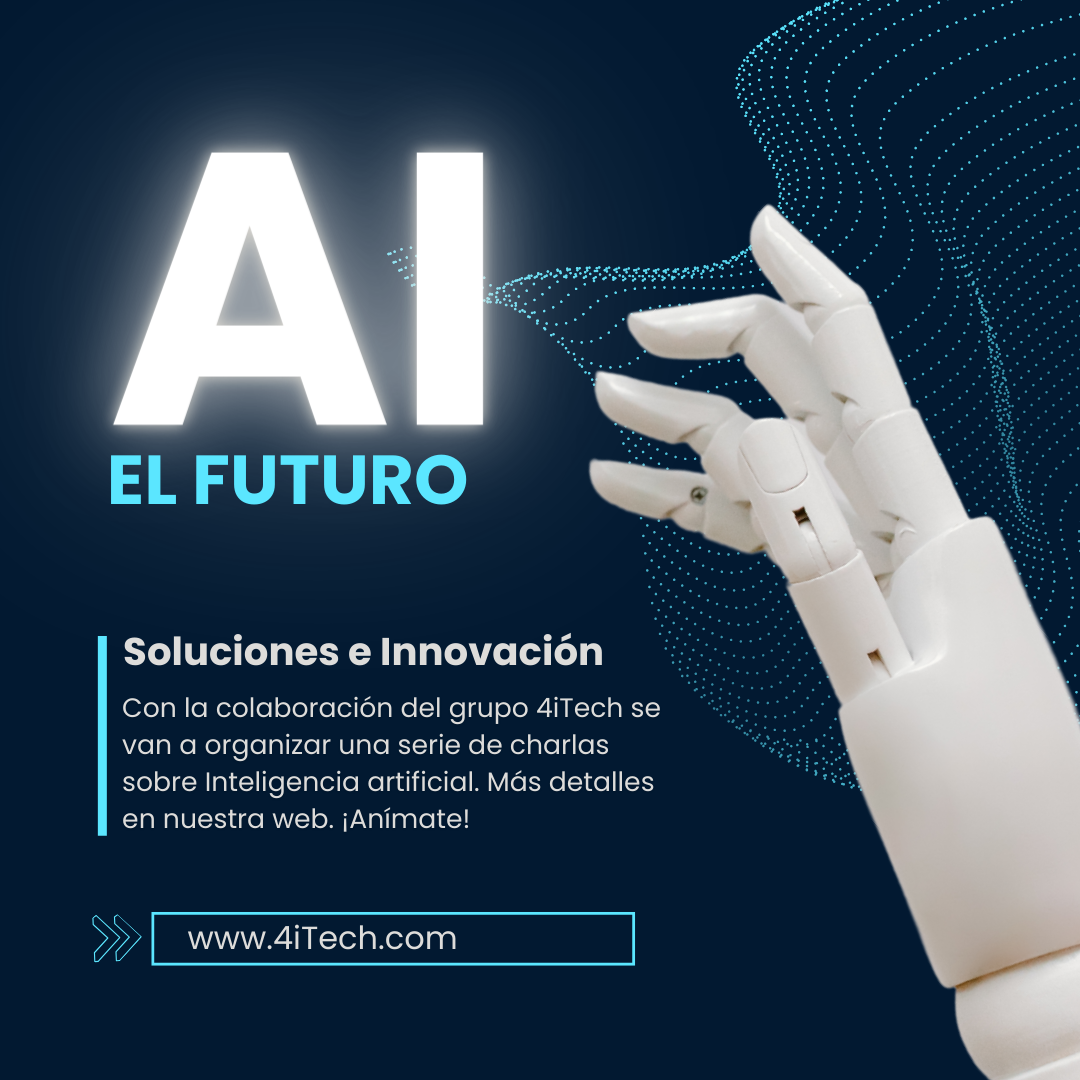 AI
EL FUTURO
Soluciones e Innovación
Con la colaboración del grupo 4iTech se
van a organizar una serie de charlas
sobre Inteligencia artificial. Más detalles
en nuestra web. ¡Anímate!
www.4iTech.com